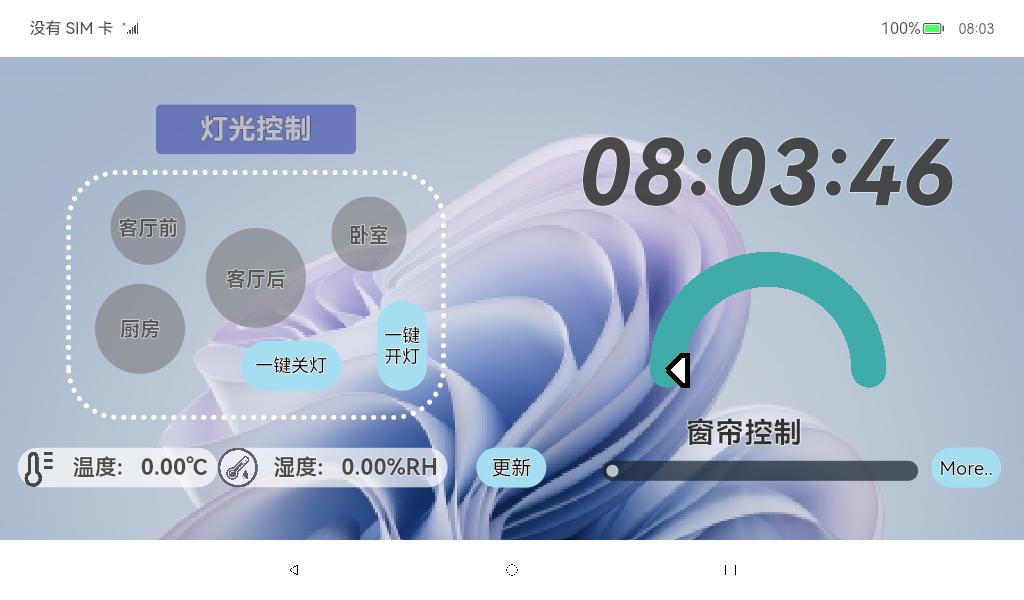 没有 SIM 卡
100%
08:03
灯光控制
08:03:46
客厅前
卧室
客厅后
厨房
一键
开灯
一键关灯
窗帘控制
温度: 0.00℃
湿度: 0.00%RH
更新
More..